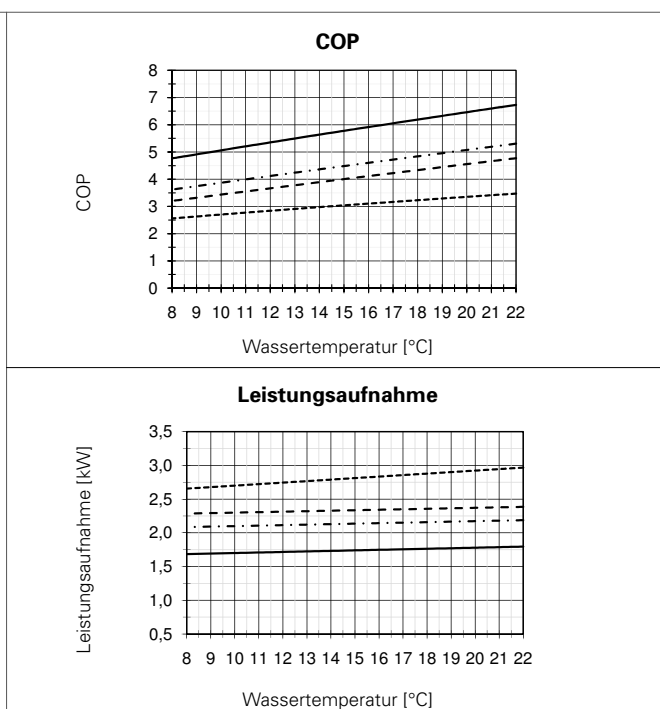 COP
8
7
6
5
4
3
2
1
0
COP
8 9 10 11 12 13 14 15 16 17 18 19 20 21 22
Wassertemperatur [°C]
Leistungsaufnahme
3,5
3,0
2,5
2,0
1,5
1,0
0,5
Leistungsaufnahme [kW]
8 9 10 11 12 13 14 15 16 17 18 19 20 21 22
Wassertemperatur [°C]